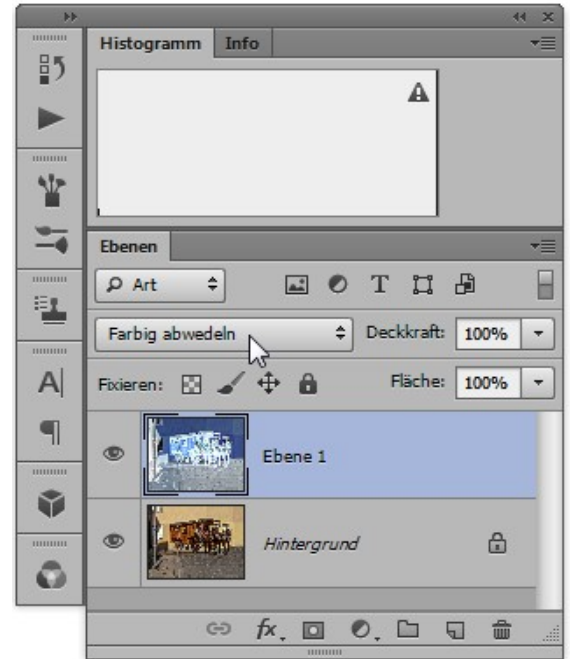 Histogramm Info
Ebenen
Art
Farbig abwedeln Deckkraft: 100%
Fixieren: Fläche: 100%
Ebene 1
Hintergrund
fx.